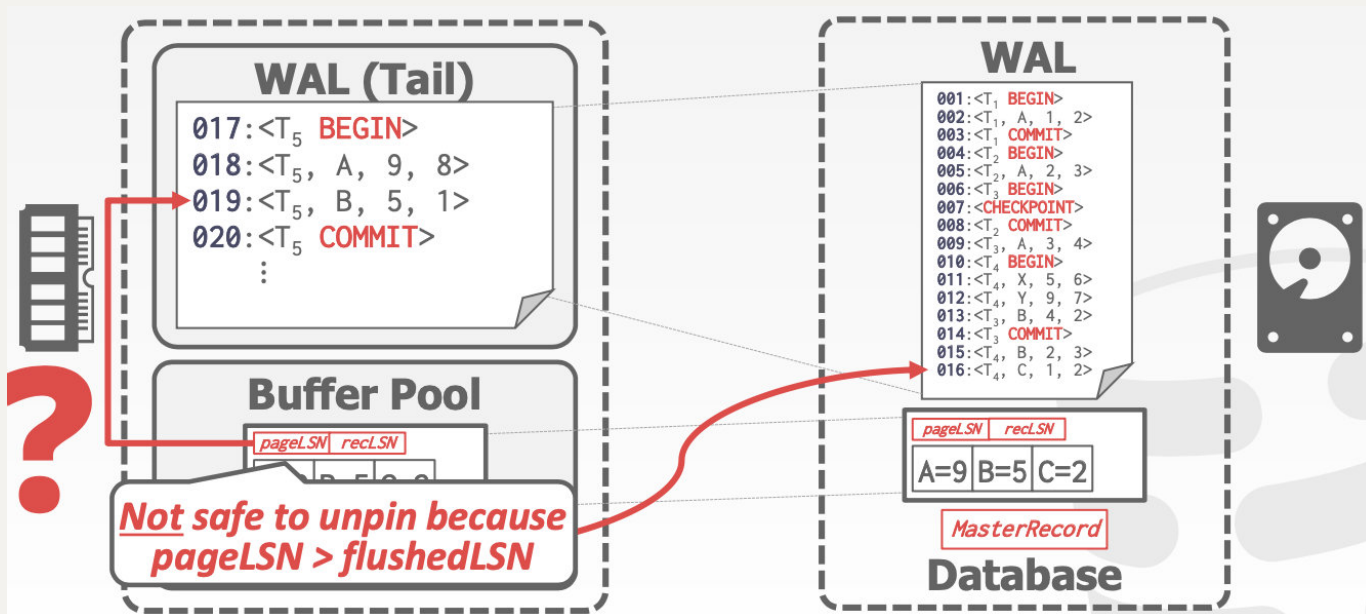 WAL (Tail)
017:<T5 BEGIN>
018:<T5, A, 9, 8>
019:<T5, B, 5, 1>
020:<T5 COMMIT>
⋮
?
Buffer Pool
pageLSN recLSN
Not safe to unpin because
pageLSN > flushedLSN
WAL
001:<T1 BEGIN>
002:<T1, A, 1, 2>
003:<T1 COMMIT>
004:<T2 BEGIN>
005:<T2, A, 2, 3>
006:<T3 BEGIN>
007:<CHECKPOINT>
008:<T2 COMMIT>
009:<T3, A, 3, 4>
010:<T4 BEGIN>
011:<T4, X, 5, 6>
012:<T4, Y, 9, 7>
013:<T3, B, 4, 2>
014:<T3 COMMIT>
015:<T4, B, 2, 3>
016:<T4, C, 1, 2>
pageLSN recLSN
A=9 B=5 C=2
MasterRecord
Database